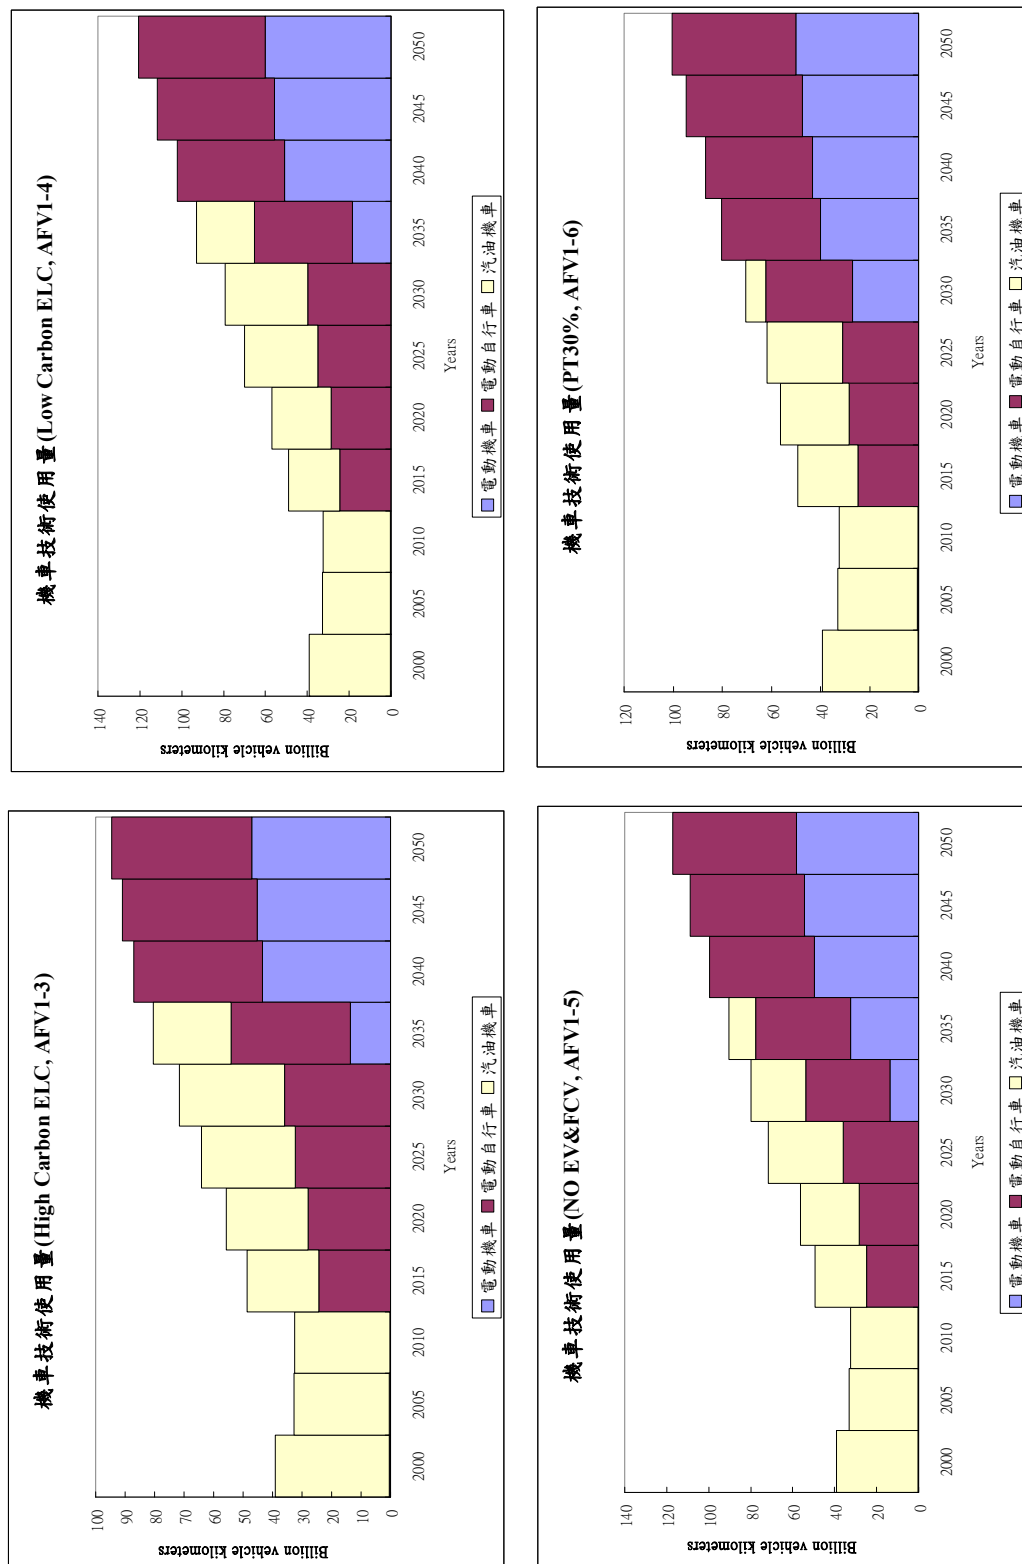 機車技術使用量(High Carbon ELC, AFV1-3)
Billion vehicle kilometers
100
90
80
70
60
50
40
30
20
10
0
2000 2005 2010 2015 2020 2025 2030 2035 2040 2045 2050
Years
電動機車 電動自行車 汽油機車
機車技術使用量(Low Carbon ELC, AFV1-4)
Billion vehicle kilometers
140
120
100
80
60
40
20
0
2000 2005 2010 2015 2020 2025 2030 2035 2040 2045 2050
Years
電動機車 電動自行車 汽油機車
機車技術使用量(NO EV&FCV, AFV1-5)
Billion vehicle kilometers
140
120
100
80
60
40
20
0
2000 2005 2010 2015 2020 2025 2030 2035 2040 2045 2050
Years
電動機車 電動自行車 汽油機車
機車技術使用量(PT30%, AFV1-6)
Billion vehicle kilometers
120
100
80
60
40
20
0
2000 2005 2010 2015 2020 2025 2030 2035 2040 2045 2050
Years
電動機車 電動自行車 汽油機車